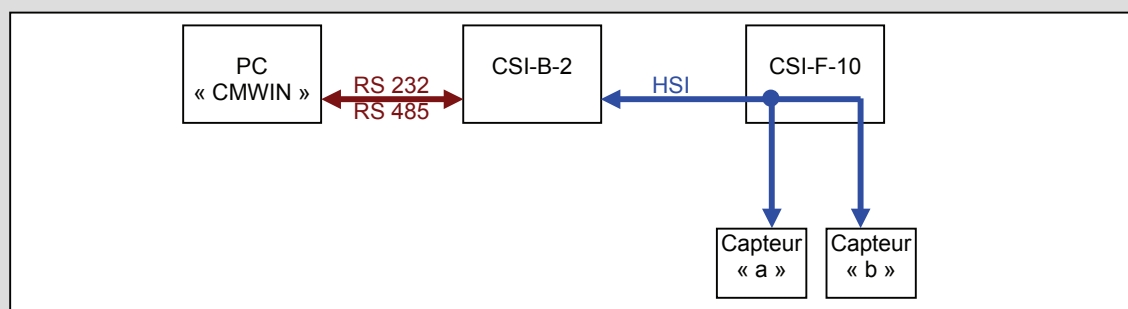 PC
« CMWIN »
RS 232
RS 485
CSI-B-2
HSI
CSI-F-10
Capteur
« a »
Capteur
« b »